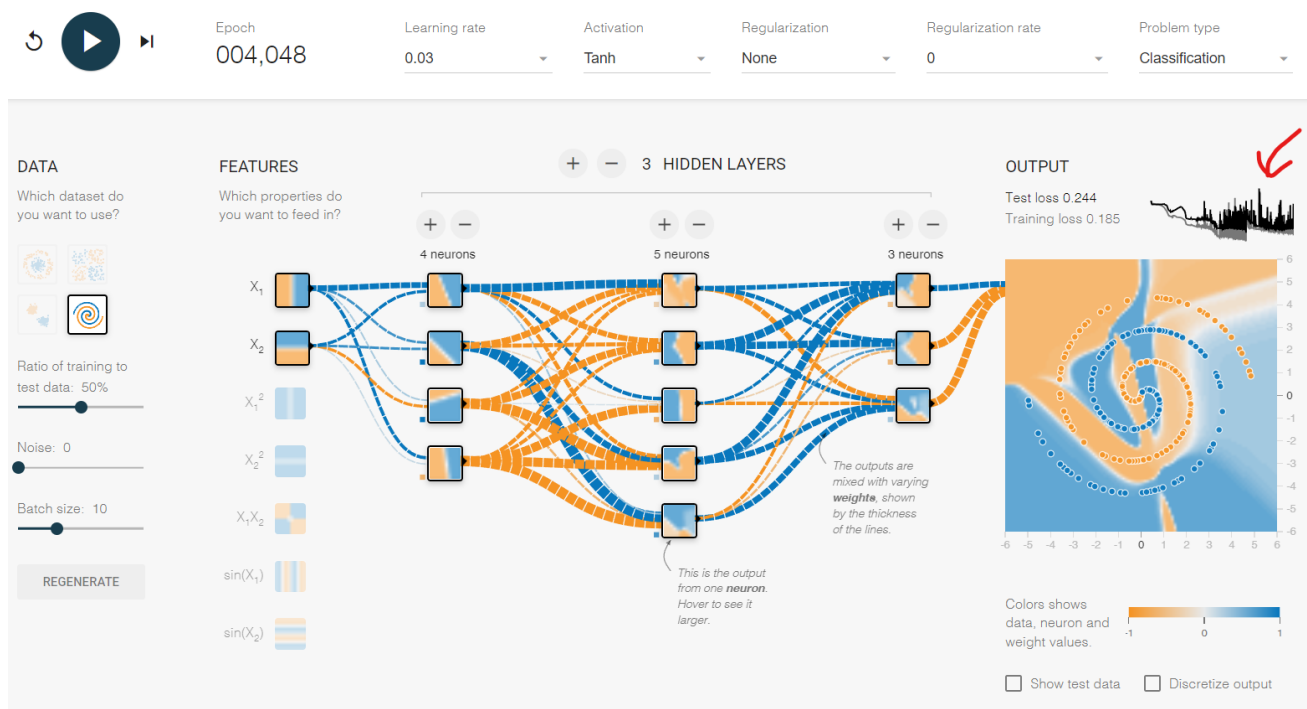 Epoch
004,048
Learning rate
0.03
Activation
Tanh
Regularization
None
Regularization rate
0
Problem type
Classification
DATA
Which dataset do
you want to use?
Ratio of training to
test data: 50%
Noise: 0
Batch size: 10
REGENERATE
FEATURES
Which properties do
you want to feed in?
X1
X2
X1²
X2²
X1X2
sin(X1)
sin(X2)
+ − 3 HIDDEN LAYERS
+ −
4 neurons
+ −
5 neurons
+ −
3 neurons
The outputs are
mixed with varying
weights, shown
by the thickness
of the lines.
This is the output
from one neuron.
Hover to see it
larger.
OUTPUT
Test loss 0.244
Training loss 0.185
6
5
4
3
2
1
0
-1
-2
-3
-4
-5
-6
-6 -5 -4 -3 -2 -1 0 1 2 3 4 5 6
Colors shows
data, neuron and
weight values.
-1 0 1
Show test data
Discretize output